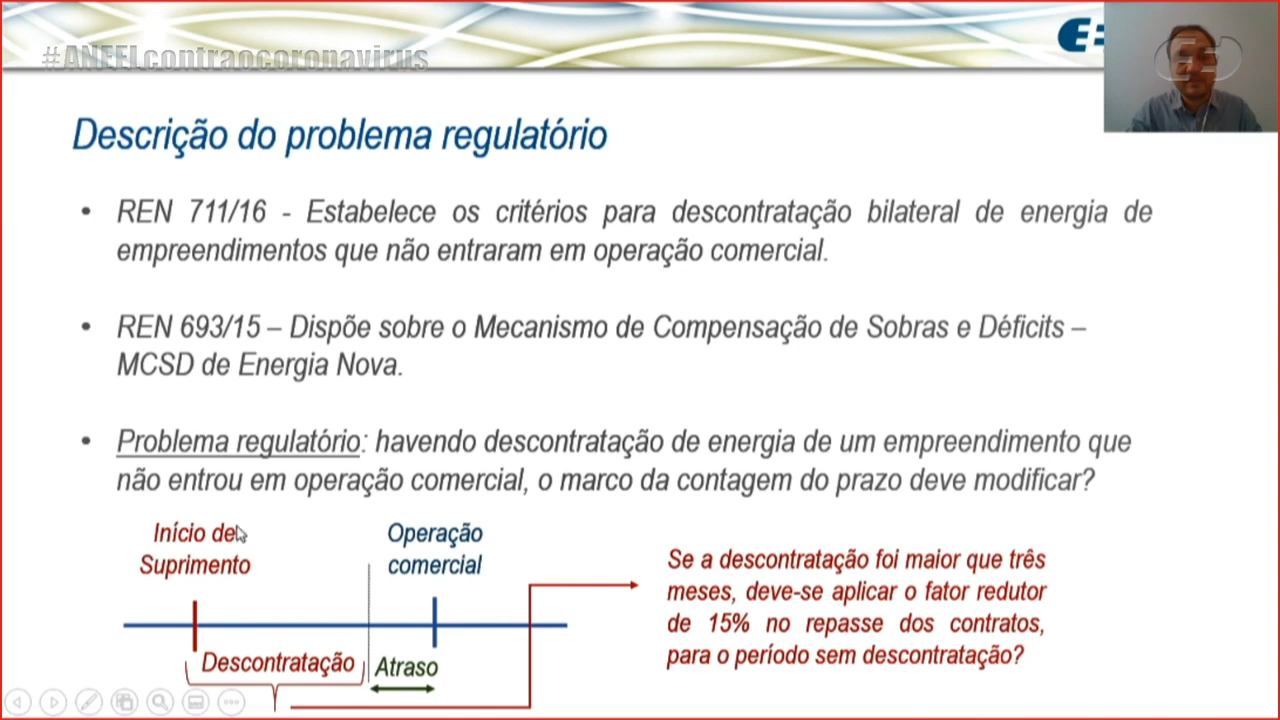 #ANEELcontraocoronavirus
Descrição do problema regulatório
• REN 711/16 - Estabelece os critérios para descontratação bilateral de energia de
empreendimentos que não entraram em operação comercial.
• REN 693/15 – Dispõe sobre o Mecanismo de Compensação de Sobras e Déficits –
MCSD de Energia Nova.
• Problema regulatório: havendo descontratação de energia de um empreendimento que
não entrou em operação comercial, o marco da contagem do prazo deve modificar?
Início de
Suprimento
Operação
comercial
Descontratação
Atraso
Se a descontratação foi maior que três
meses, deve-se aplicar o fator redutor
de 15% no repasse dos contratos,
para o período sem descontratação?